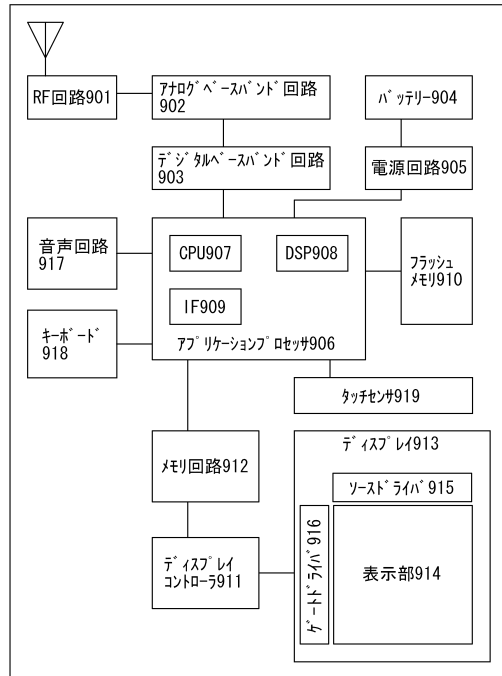 RF回路901
ｱﾅﾛｸﾞﾍﾞｰｽﾊﾞﾝﾄﾞ回路
902
ﾊﾞｯﾃﾘｰ904
ﾃﾞｼﾞﾀﾙﾍﾞｰｽﾊﾞﾝﾄﾞ回路
903
電源回路905
音声回路
917
CPU907
DSP908
ﾌﾗｯｼｭ
ﾒﾓﾘ910
IF909
ｷｰﾎﾞｰﾄﾞ
918
ｱﾌﾟﾘｹｰｼｮﾝﾌﾟﾛｾｯｻ906
ﾀｯﾁｾﾝｻ919
ﾒﾓﾘ回路912
ﾃﾞｨｽﾌﾟﾚｲ913
ｿｰｽﾄﾞﾗｲﾊﾞ915
ｹﾞｰﾄﾄﾞﾗｲﾊﾞ916
表示部914
ﾃﾞｨｽﾌﾟﾚｲ
ｺﾝﾄﾛｰﾗ911